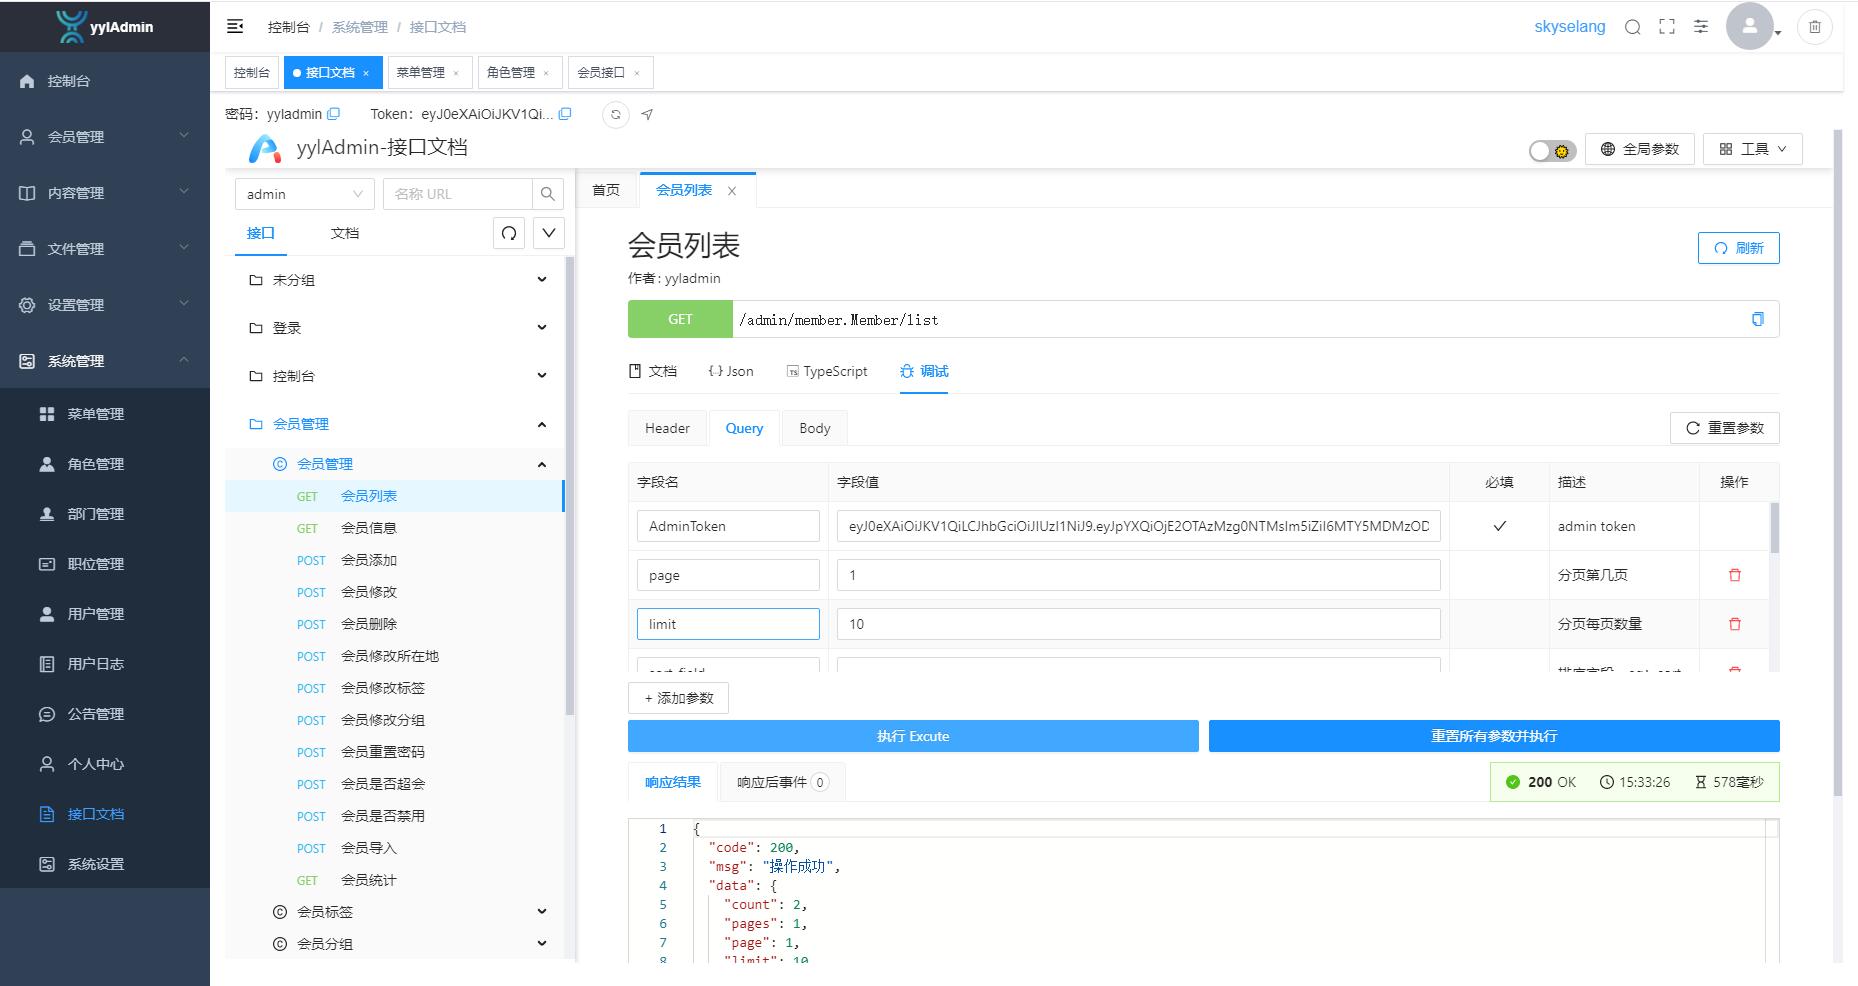 yylAdmin
控制台
会员管理
内容管理
文件管理
设置管理
系统管理
菜单管理
角色管理
部门管理
职位管理
用户管理
用户日志
公告管理
个人中心
接口文档
系统设置
控制台 / 系统管理 / 接口文档
skyselang
控制台
接口文档 ×
菜单管理 ×
角色管理 ×
会员接口 ×
密码：yyladmin
Token：eyJ0eXAiOiJKV1Qi...
yylAdmin-接口文档
全局参数
工具
admin
名称 URL
接口
文档
未分组
登录
控制台
会员管理
会员管理
GET 会员列表
GET 会员信息
POST 会员添加
POST 会员修改
POST 会员删除
POST 会员修改所在地
POST 会员修改标签
POST 会员修改分组
POST 会员重置密码
POST 会员是否超会
POST 会员是否禁用
POST 会员导入
GET 会员统计
会员标签
会员分组
首页
会员列表
会员列表
刷新
作者 : yyladmin
GET /admin/member.Member/list
文档
{··} Json
TS TypeScript
调试
Header
Query
Body
重置参数
字段名 字段值 必填 描述 操作
AdminToken eyJ0eXAiOiJKV1QiLCJhbGciOiJIUzI1NiJ9.eyJpYXQiOjE2OTAzMzg0NTMsIm5iZiI6MTY5MDMzOD admin token
page 1 分页第几页
limit 10 分页每页数量
+ 添加参数
执行 Excute
重置所有参数并执行
响应结果
响应后事件 0
200 OK 15:33:26 578毫秒
1 {
2 "code": 200,
3 "msg": "操作成功",
4 "data": {
5 "count": 2,
6 "pages": 1,
7 "page": 1,
8 "limit": 10